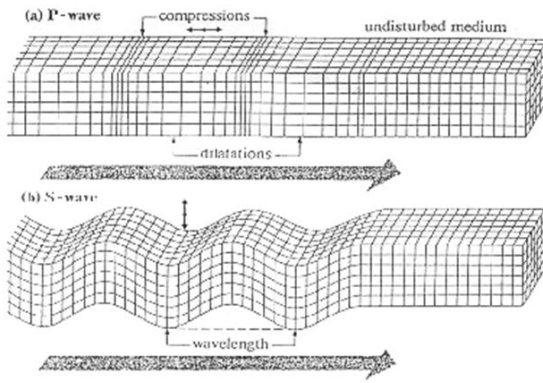 (a) P-wave
compressions
undisturbed medium
dilatations
(b) S-wave
wavelength